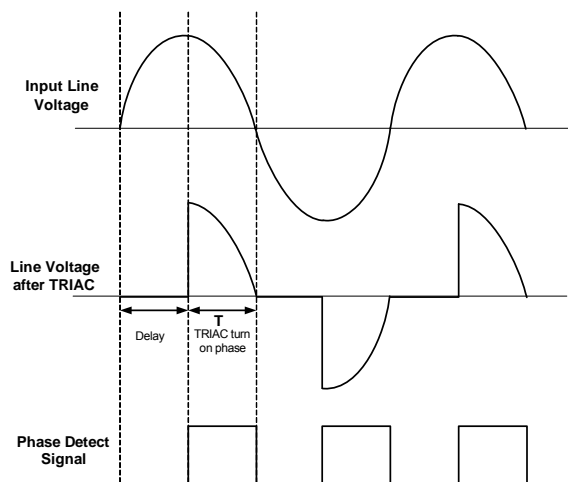 Input Line
Voltage
Line Voltage
after TRIAC
T
Delay
TRIAC turn
on phase
Phase Detect
Signal